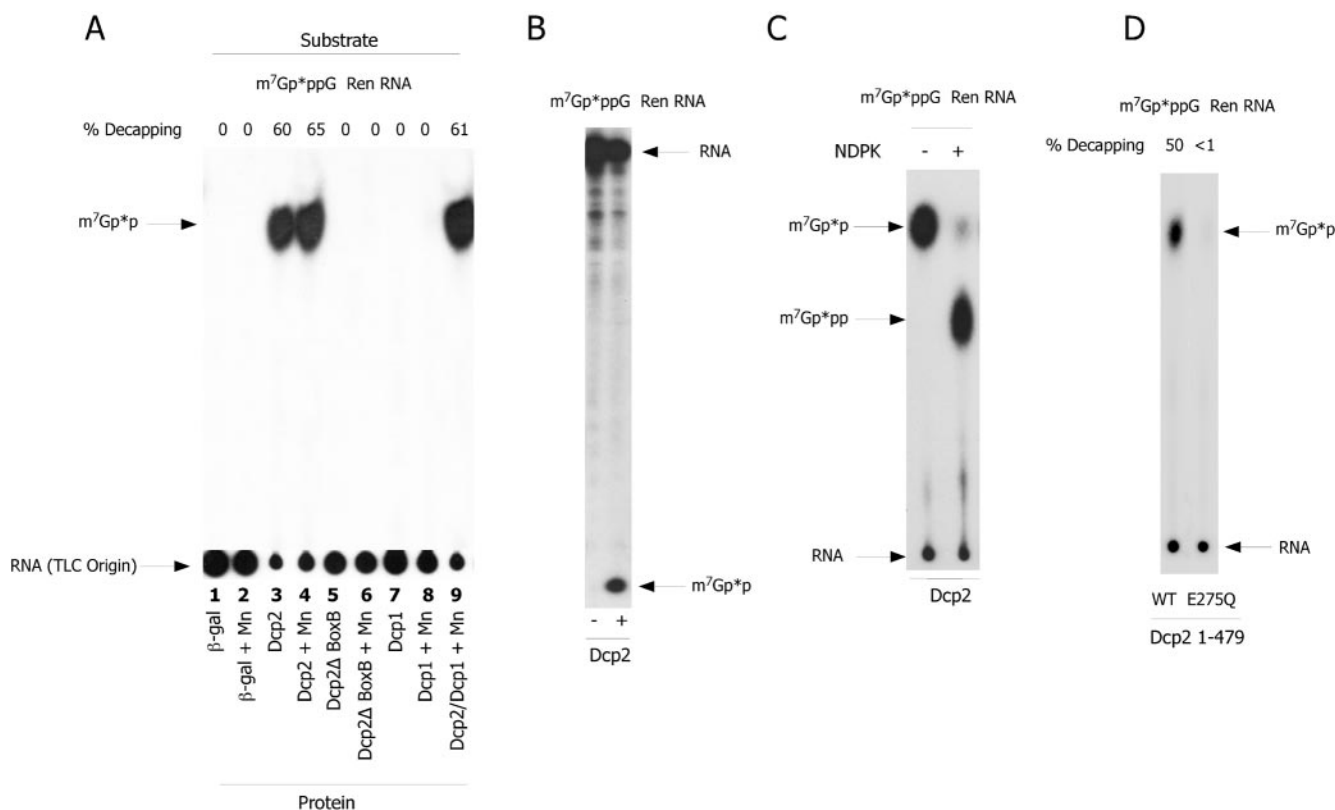 A
Substrate
m⁷Gp*ppG Ren RNA
% Decapping 0 0 60 65 0 0 0 0 61
m⁷Gp*p
RNA (TLC Origin)
1 2 3 4 5 6 7 8 9
β-gal
β-gal + Mn
Dcp2
Dcp2 + Mn
Dcp2Δ BoxB
Dcp2Δ BoxB + Mn
Dcp1
Dcp1 + Mn
Dcp2/Dcp1 + Mn
Protein
B
m⁷Gp*ppG Ren RNA
RNA
m⁷Gp*p
- +
Dcp2
C
m⁷Gp*ppG Ren RNA
NDPK - +
m⁷Gp*p
m⁷Gp*pp
RNA
Dcp2
D
m⁷Gp*ppG Ren RNA
% Decapping 50 <1
m⁷Gp*p
RNA
WT E275Q
Dcp2 1-479